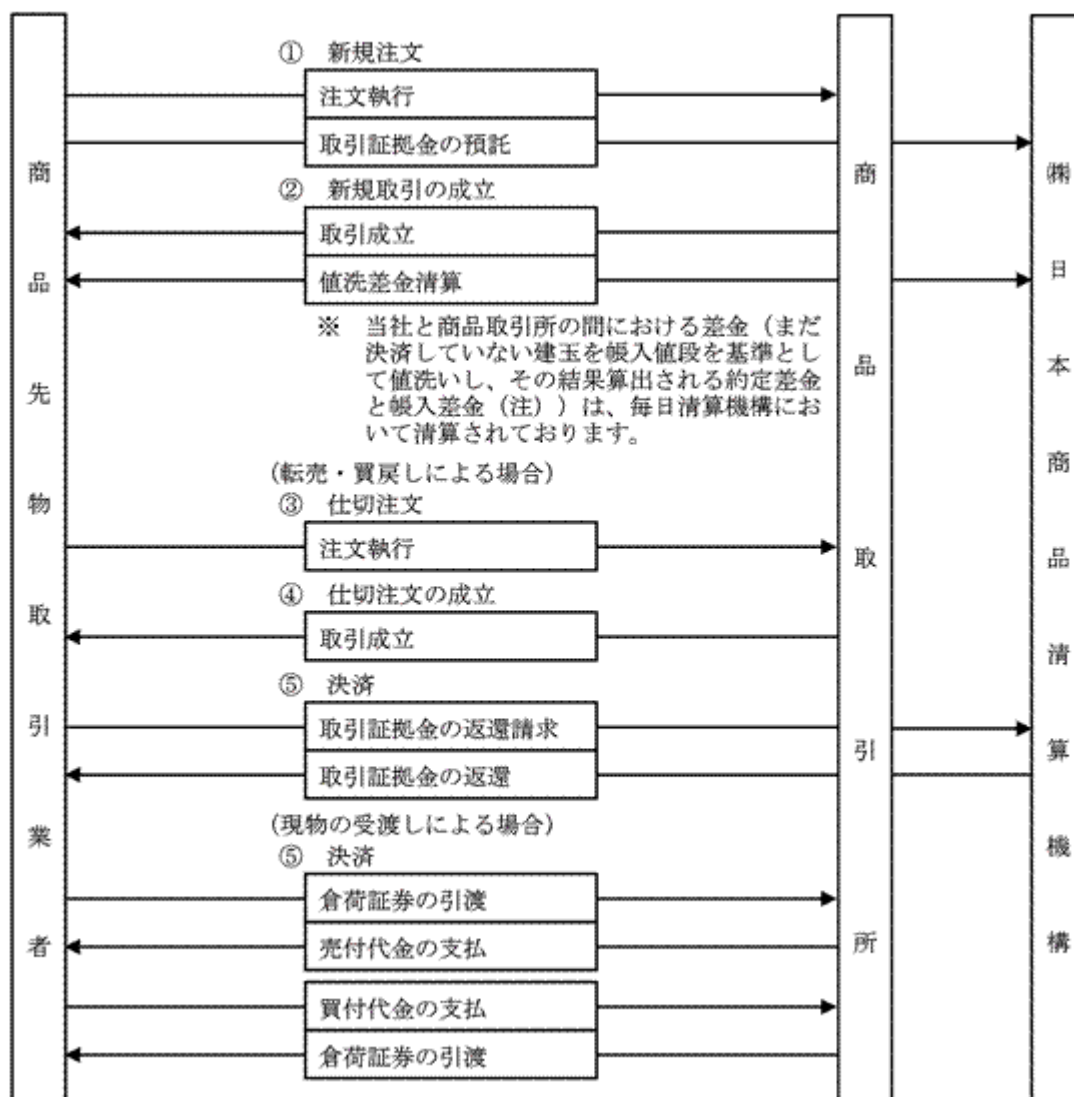 商品先物取引業者
商品取引所
㈱日本商品清算機構
① 新規注文
注文執行
取引証拠金の預託
② 新規取引の成立
取引成立
値洗差金清算
※ 当社と商品取引所の間における差金（まだ
決済していない建玉を帳入値段を基準とし
て値洗いし、その結果算出される約定差金
と帳入差金（注））は、毎日清算機構にお
いて清算されております。
(転売・買戻しによる場合)
③ 仕切注文
注文執行
④ 仕切注文の成立
取引成立
⑤ 決済
取引証拠金の返還請求
取引証拠金の返還
(現物の受渡しによる場合)
⑤ 決済
倉荷証券の引渡
売付代金の支払
買付代金の支払
倉荷証券の引渡